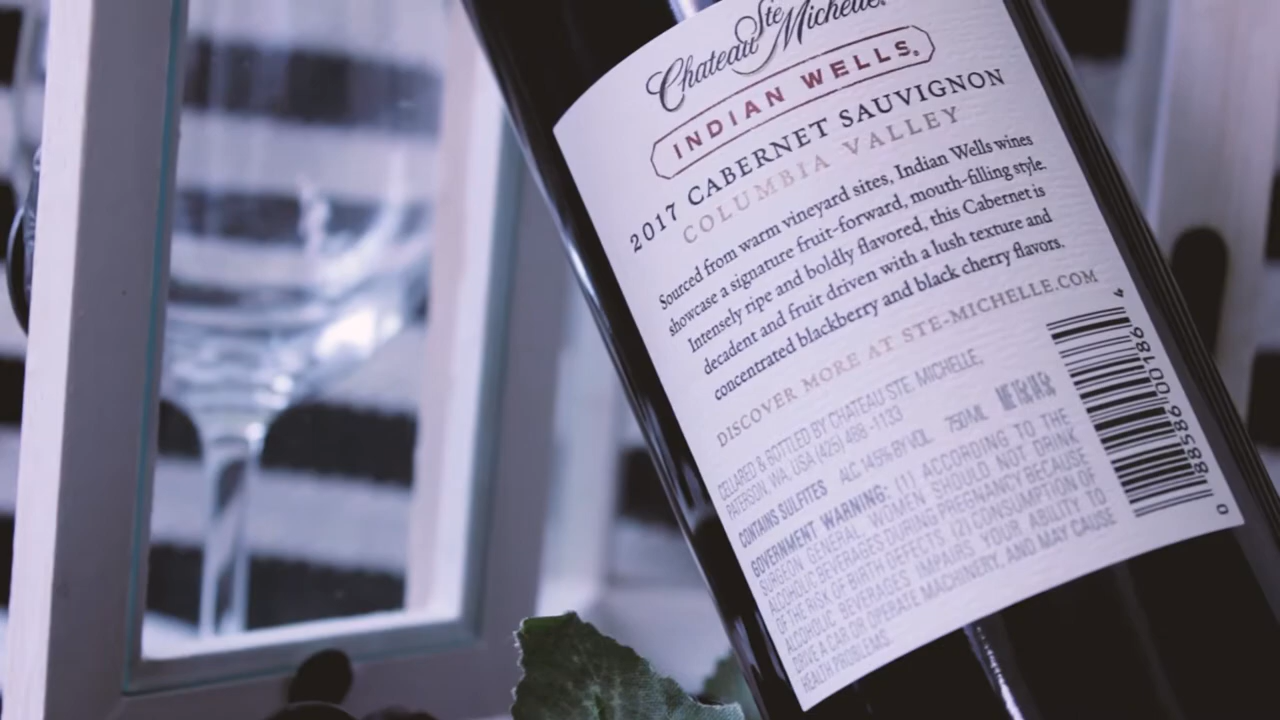 Chateau Ste Michelle®
INDIAN WELLS®
2017 CABERNET SAUVIGNON
COLUMBIA VALLEY
Sourced from warm vineyard sites, Indian Wells wines
showcase a signature fruit-forward, mouth-filling style.
Intensely ripe and boldly flavored, this Cabernet is
decadent and fruit driven with a lush texture and
concentrated blackberry and black cherry flavors.
DISCOVER MORE AT STE-MICHELLE.COM
CELLARED & BOTTLED BY CHATEAU STE. MICHELLE,
PATERSON, WA, USA (425) 488-1133
CONTAINS SULFITES ALC. 14.5% BY VOL 750 ML
GOVERNMENT WARNING: (1) ACCORDING TO THE
SURGEON GENERAL, WOMEN SHOULD NOT DRINK
ALCOHOLIC BEVERAGES DURING PREGNANCY BECAUSE
OF THE RISK OF BIRTH DEFECTS. (2) CONSUMPTION OF
ALCOHOLIC BEVERAGES IMPAIRS YOUR ABILITY TO
DRIVE A CAR OR OPERATE MACHINERY, AND MAY CAUSE
HEALTH PROBLEMS.
0 88586 00186 4